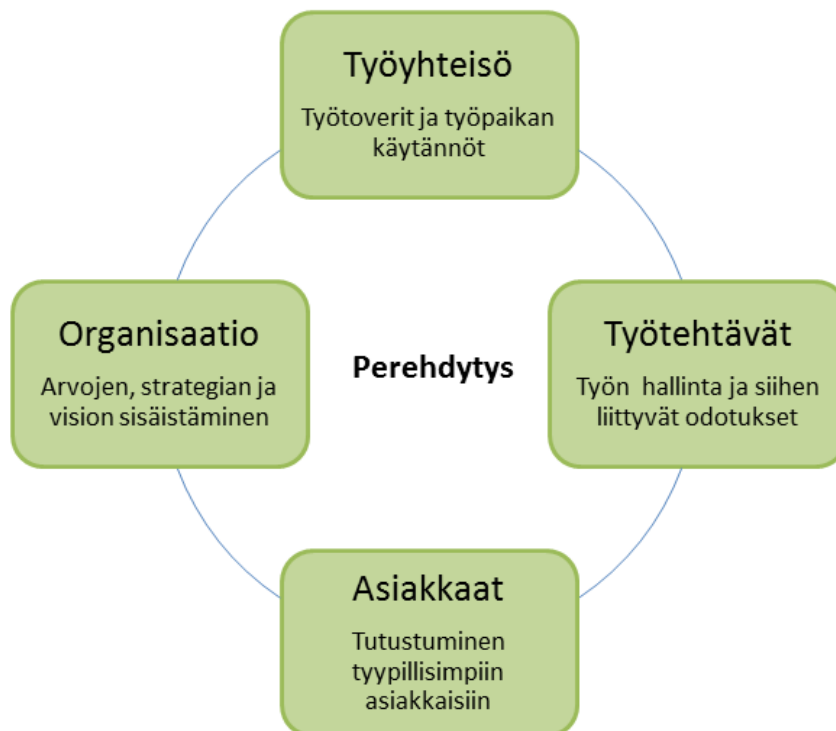 Työyhteisö
Työtoverit ja työpaikan
käytännöt
Organisaatio
Arvojen, strategian ja
vision sisäistäminen
Perehdytys
Työtehtävät
Työn hallinta ja siihen
liittyvät odotukset
Asiakkaat
Tutustuminen
tyypillisimpiin
asiakkaisiin